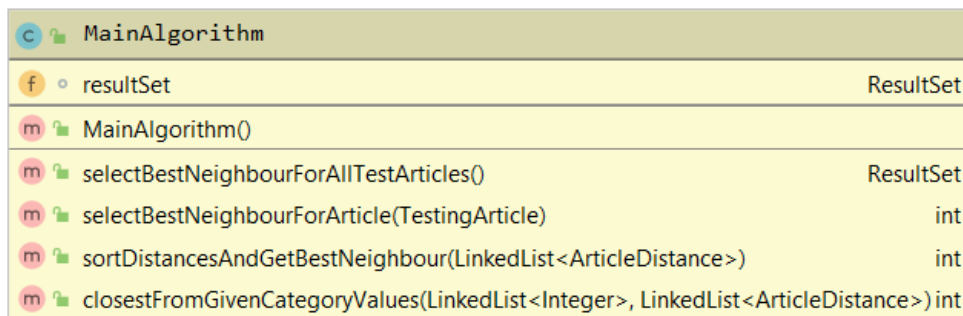 C MainAlgorithm
f resultSet ResultSet
m MainAlgorithm()
m selectBestNeighbourForAllTestArticles() ResultSet
m selectBestNeighbourForArticle(TestingArticle) int
m sortDistancesAndGetBestNeighbour(LinkedList<ArticleDistance>) int
m closestFromGivenCategoryValues(LinkedList<Integer>, LinkedList<ArticleDistance>) int